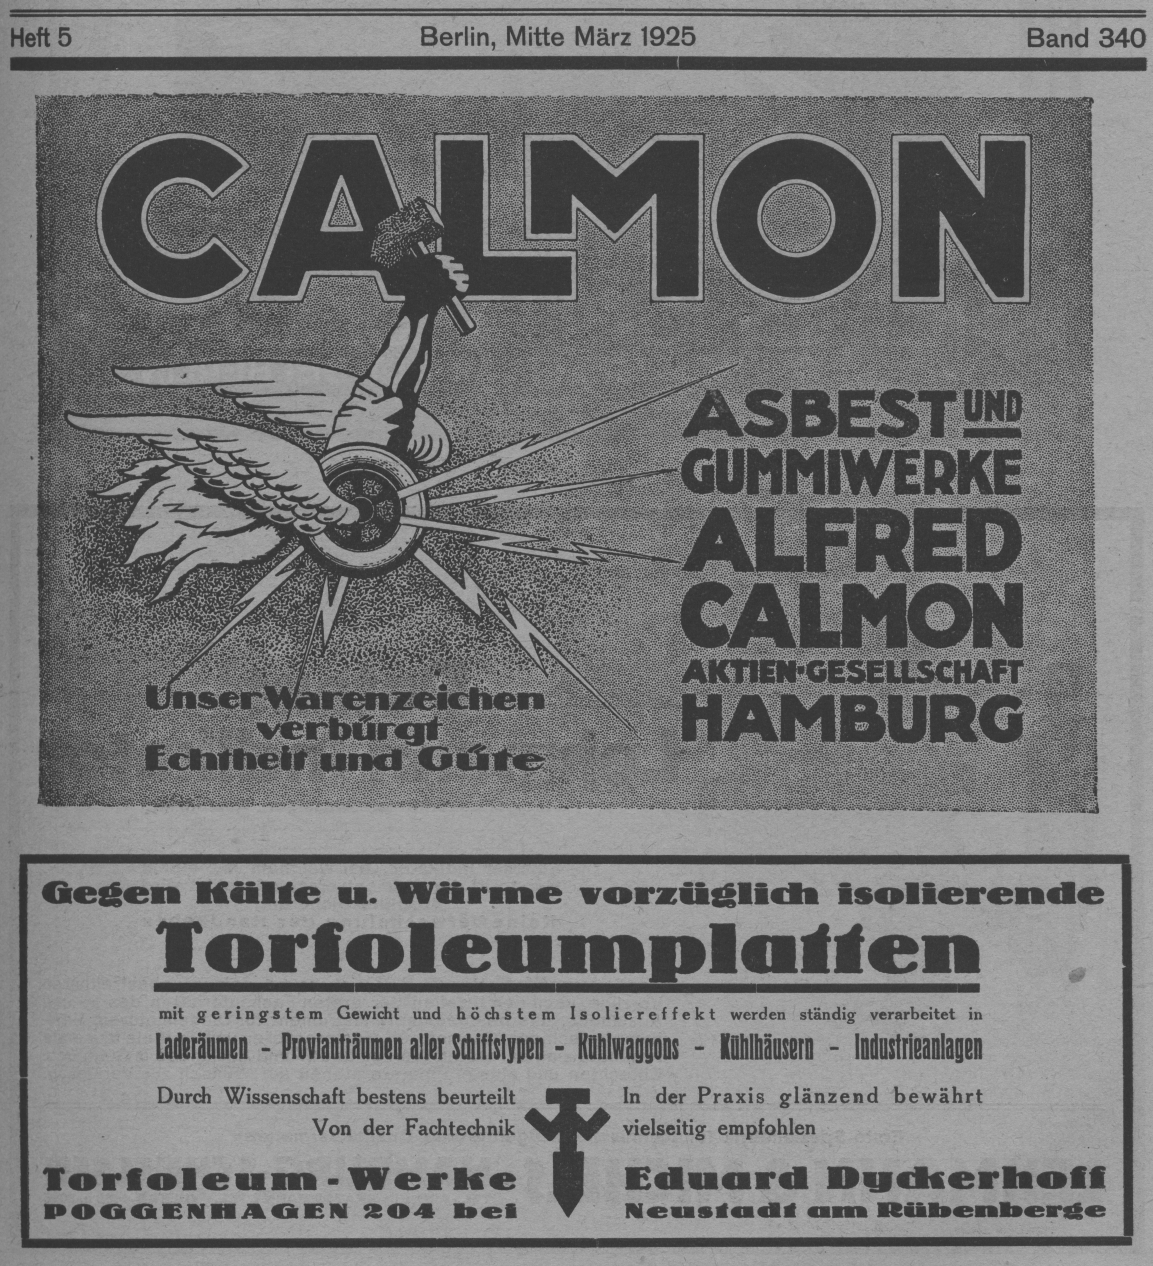 Heft 5 Berlin, Mitte März 1925 Band 340
CALMON
ASBEST UND
GUMMIWERKE
ALFRED
CALMON
AKTIEN-GESELLSCHAFT
HAMBURG
Unser Warenzeichen
verbürgt
Echtheit und Güte
Gegen Kälte u. Wärme vorzüglich isolierende
Torfoleumplatten
mit geringstem Gewicht und höchstem Isoliereffekt werden ständig verarbeitet in
Laderäumen - Provianträumen aller Schiffstypen - Kühlwaggons - Kühlhäusern - Industrieanlagen
Durch Wissenschaft bestens beurteilt
Von der Fachtechnik
In der Praxis glänzend bewährt
vielseitig empfohlen
Torfoleum-Werke
POGGENHAGEN 204 bei
Eduard Dyckerhoff
Neustadt am Rübenberge